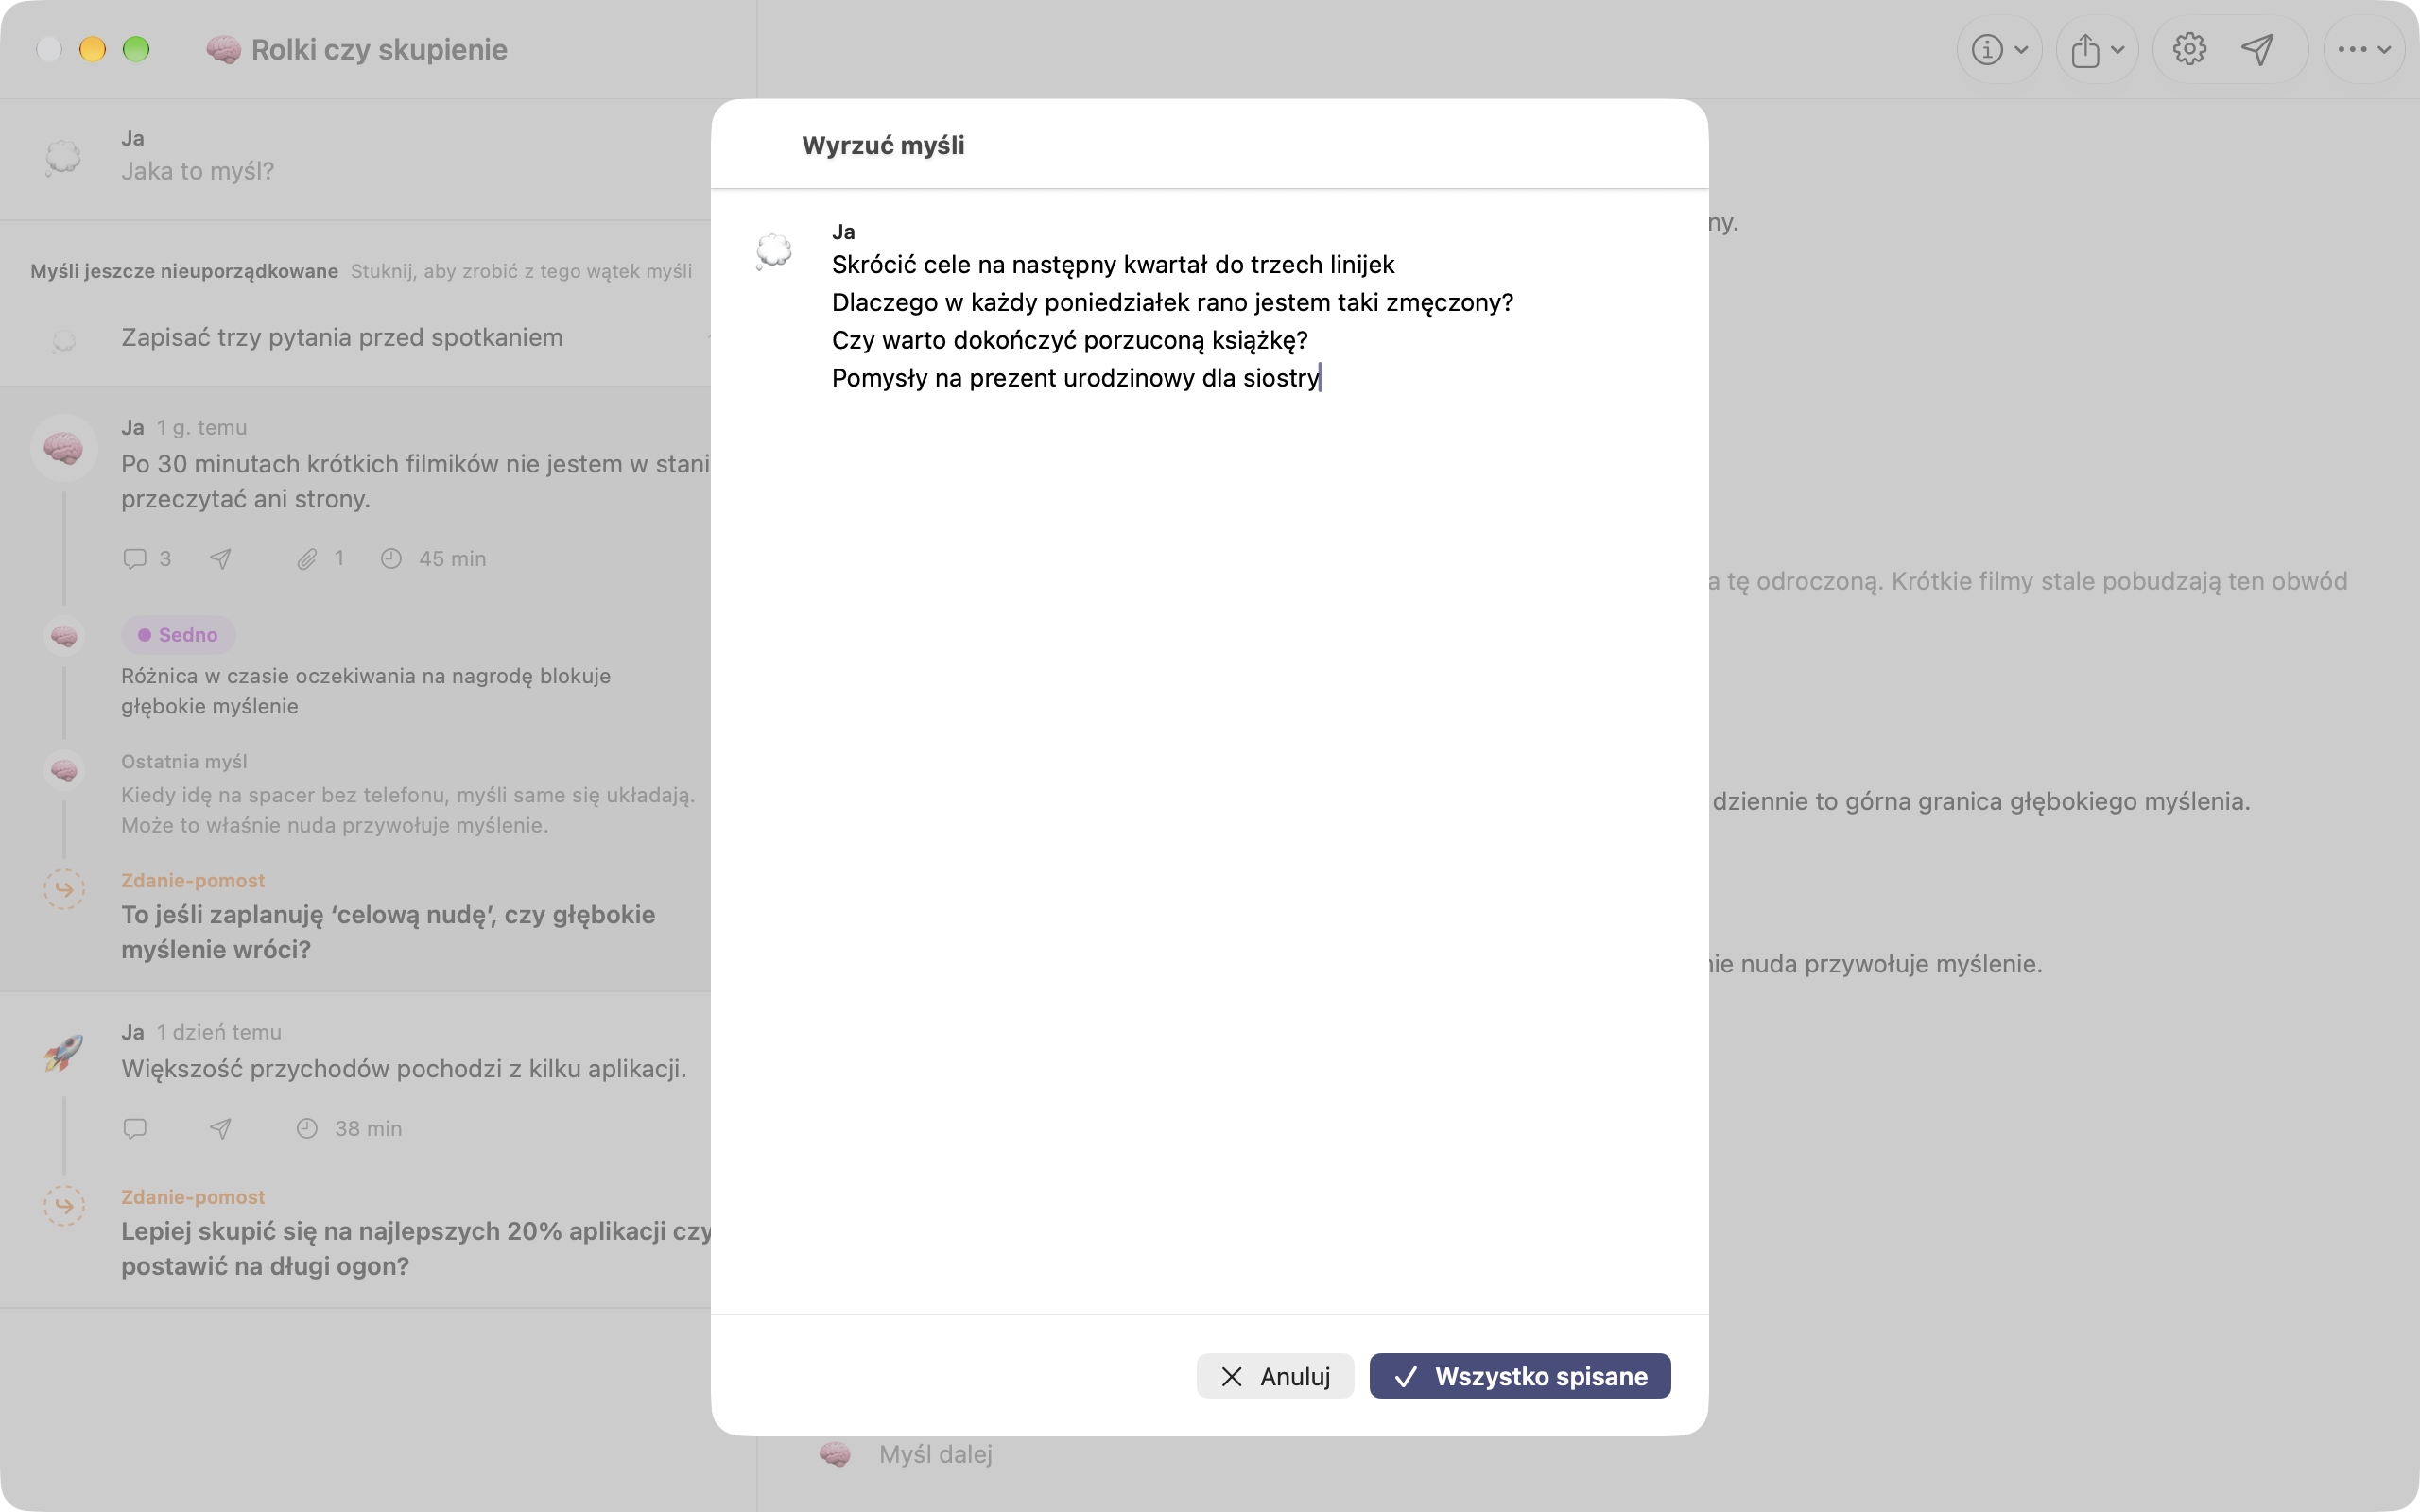 Rolki czy skupienie
Ja
Jaka to myśl?
Myśli jeszcze nieuporządkowane Stuknij, aby zrobić z tego wątek myśli
Zapisać trzy pytania przed spotkaniem
Ja 1 g. temu
Po 30 minutach krótkich filmików nie jestem w stani
przeczytać ani strony.
3 1 45 min
Sedno
Różnica w czasie oczekiwania na nagrodę blokuje
głębokie myślenie
Ostatnia myśl
Kiedy idę na spacer bez telefonu, myśli same się układają.
Może to właśnie nuda przywołuje myślenie.
Zdanie-pomost
To jeśli zaplanuję ‘celową nudę’, czy głębokie
myślenie wróci?
Ja 1 dzień temu
Większość przychodów pochodzi z kilku aplikacji.
38 min
Zdanie-pomost
Lepiej skupić się na najlepszych 20% aplikacji czy
postawić na długi ogon?
Wyrzuć myśli
Ja
Skrócić cele na następny kwartał do trzech linijek
Dlaczego w każdy poniedziałek rano jestem taki zmęczony?
Czy warto dokończyć porzuconą książkę?
Pomysły na prezent urodzinowy dla siostry
Anuluj
Wszystko spisane
ny.
a tę odroczoną. Krótkie filmy stale pobudzają ten obwód
dziennie to górna granica głębokiego myślenia.
nie nuda przywołuje myślenie.
Myśl dalej